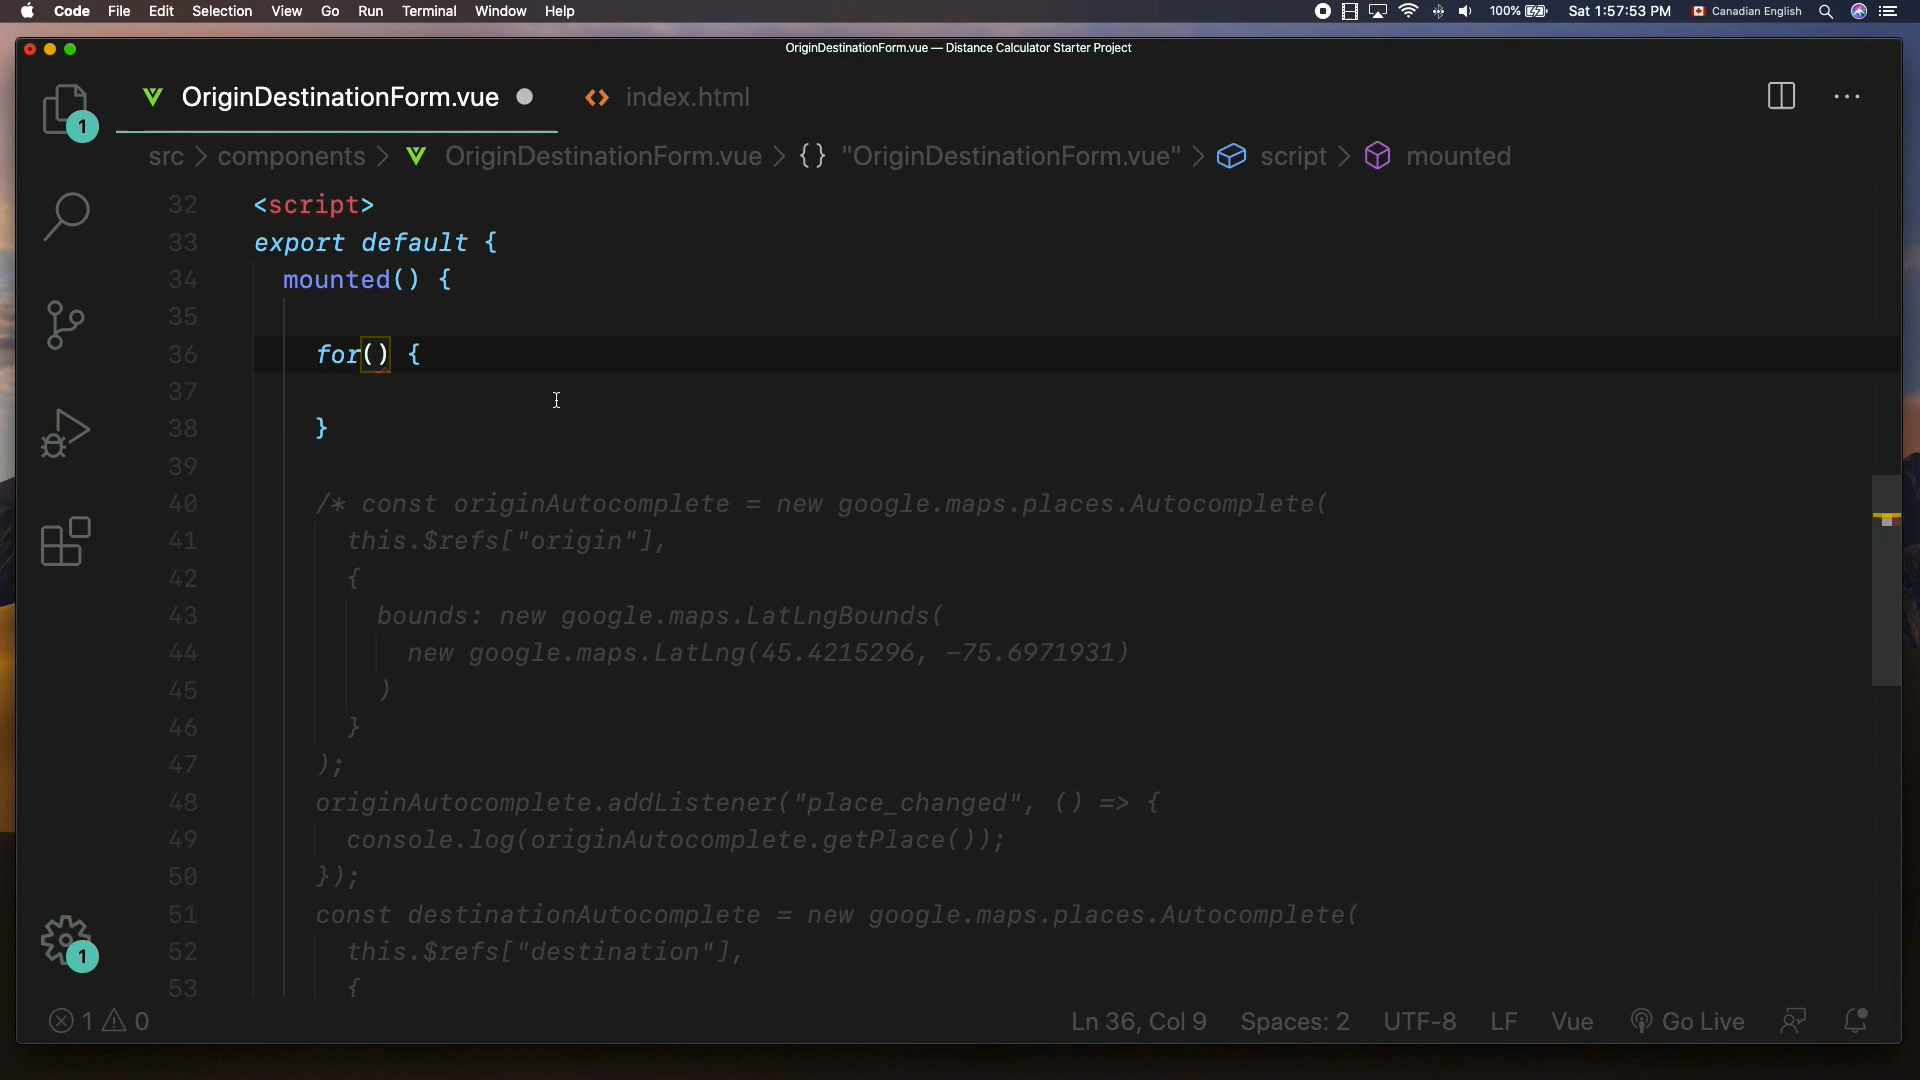 Code File Edit Selection View Go Run Terminal Window Help 100% Sat 1:57:53 PM Canadian English
OriginDestinationForm.vue — Distance Calculator Starter Project
OriginDestinationForm.vue index.html
1
src > components > OriginDestinationForm.vue > {} "OriginDestinationForm.vue" > script > mounted
32 <script>
33 export default {
34 mounted() {
35
36 for() {
37
38 }
39
40 /* const originAutocomplete = new google.maps.places.Autocomplete(
41 this.$refs["origin"],
42 {
43 bounds: new google.maps.LatLngBounds(
44 new google.maps.LatLng(45.4215296, -75.6971931)
45 )
46 }
47 );
48 originAutocomplete.addListener("place_changed", () => {
49 console.log(originAutocomplete.getPlace());
50 });
51 const destinationAutocomplete = new google.maps.places.Autocomplete(
52 this.$refs["destination"],
53 {
1
1 0 Ln 36, Col 9 Spaces: 2 UTF-8 LF Vue Go Live